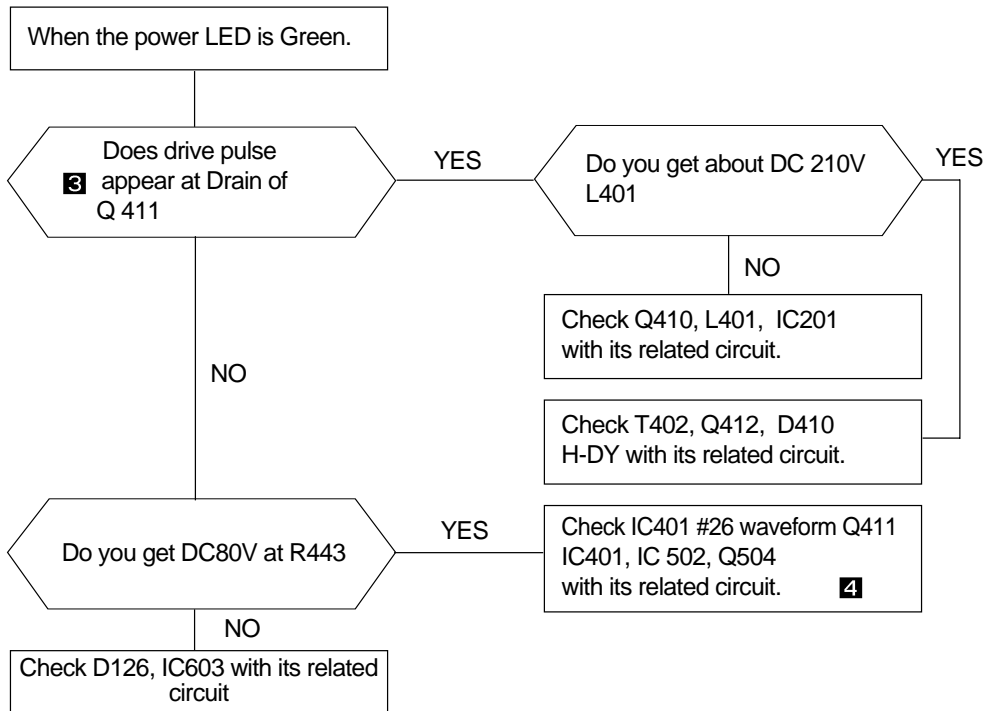 When the power LED is Green.
Does drive pulse
3 appear at Drain of
Q 411
YES
Do you get about DC 210V
L401
YES
NO
Check Q410, L401, IC201
with its related circuit.
Check T402, Q412, D410
H-DY with its related circuit.
NO
Do you get DC80V at R443
YES
Check IC401 #26 waveform Q411
IC401, IC 502, Q504
with its related circuit. 4
NO
Check D126, IC603 with its related
circuit